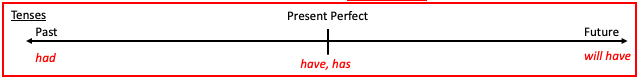 Tenses
Present Perfect
Past
Future
had
have, has
will have